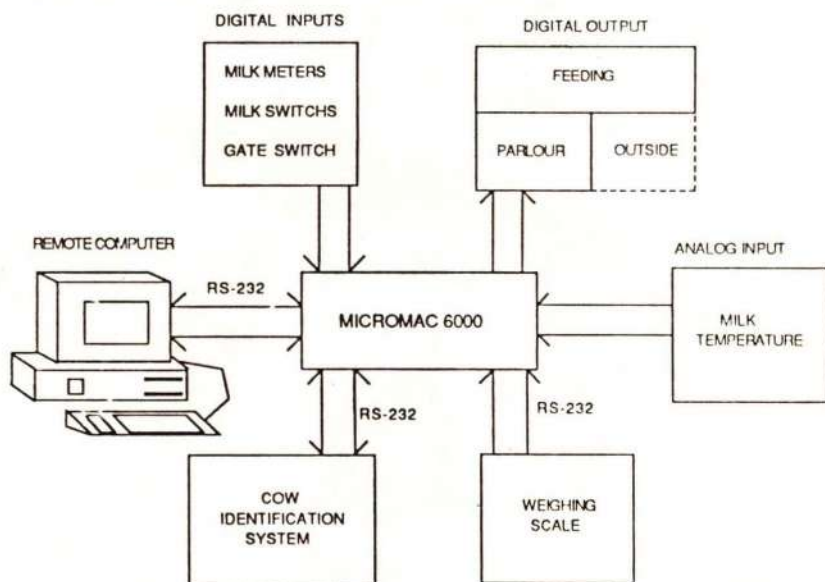 DIGITAL INPUTS
MILK METERS
MILK SWITCHS
GATE SWITCH
DIGITAL OUTPUT
FEEDING
PARLOUR
OUTSIDE
REMOTE COMPUTER
RS-232
MICROMAC 6000
ANALOG INPUT
MILK
TEMPERATURE
RS-232
RS-232
COW
IDENTIFICATION
SYSTEM
WEIGHING
SCALE